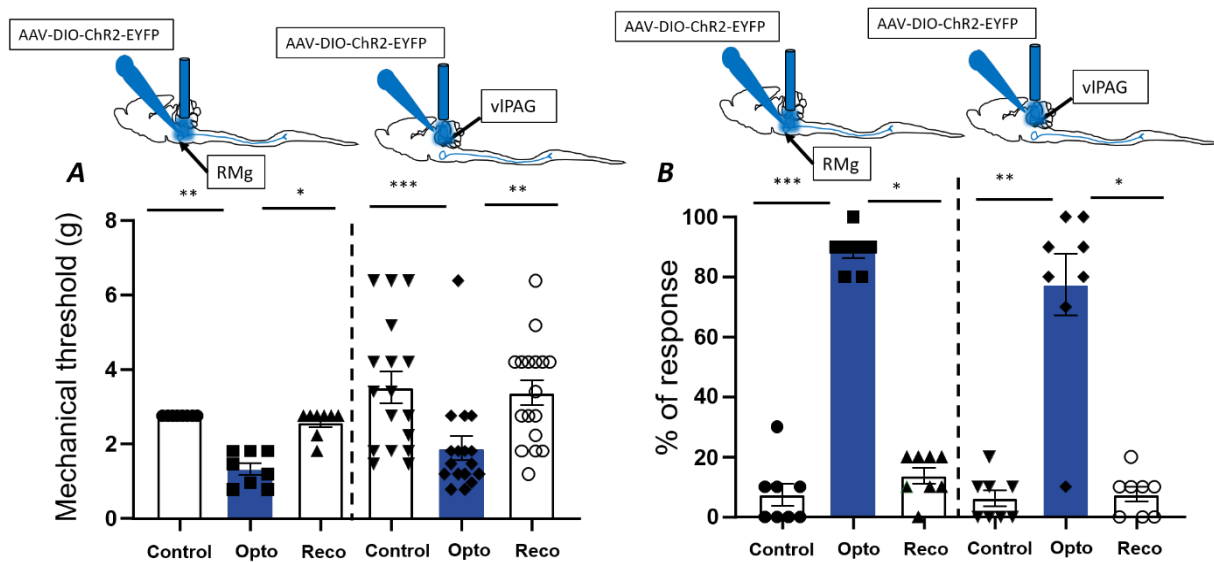 AAV-DIO-ChR2-EYFP
AAV-DIO-ChR2-EYFP
vlPAG
RMg
A
** * *** **
Mechanical threshold (g)
8
6
4
2
0
Control Opto Reco Control Opto Reco
AAV-DIO-ChR2-EYFP
AAV-DIO-ChR2-EYFP
vlPAG
RMg
B
*** * ** *
% of response
100
80
60
40
20
0
Control Opto Reco Control Opto Reco